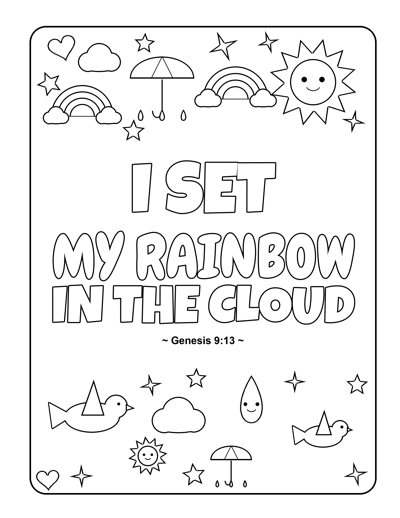 I SET
MY RAINBOW
IN THE CLOUD
~ Genesis 9:13 ~